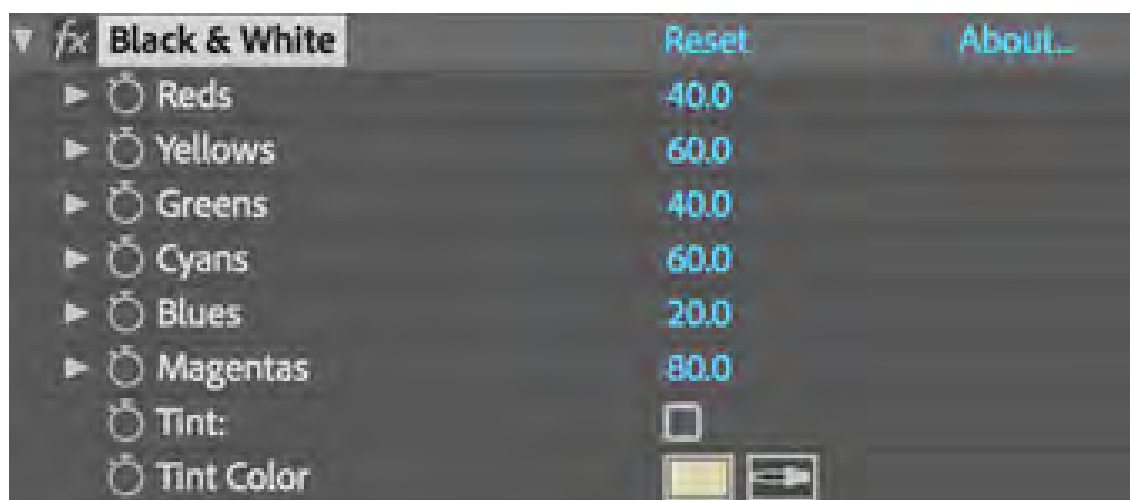 fx Black & White Reset About...
Reds 40.0
Yellows 60.0
Greens 40.0
Cyans 60.0
Blues 20.0
Magentas 80.0
Tint:
Tint Color